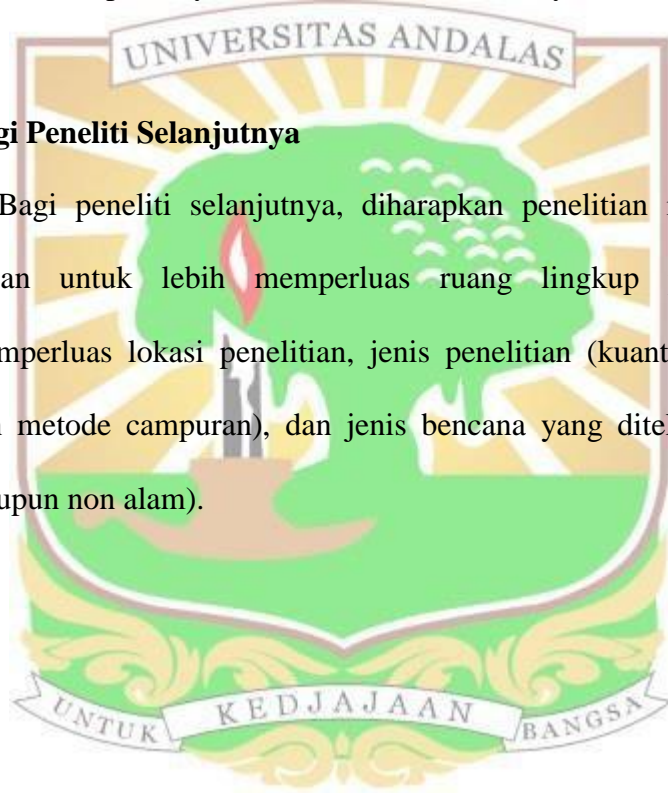 UNIVERSITAS ANDALAS
gi Peneliti Selanjutnya
Bagi peneliti selanjutnya, diharapkan penelitian
an untuk lebih memperluas ruang lingkup
mperluas lokasi penelitian, jenis penelitian (kuant
metode campuran), dan jenis bencana yang ditel
upun non alam).
UNTUK KEDJAJAAN BANGSA